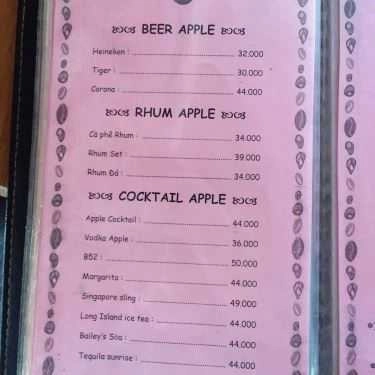 BEER APPLE
Heineken : 32.000
Tiger : 30.000
Corona : 44.000
RHUM APPLE
Cà phê Rhum : 34.000
Rhum Set : 39.000
Rhum Đá : 34.000
COCKTAIL APPLE
Apple Cocktail : 44.000
Vodka Apple : 36.000
B52 : 50.000
Margarita : 44.000
Singapore sling : 49.000
Long Island ice tea : 44.000
Bailey's Sữa : 44.000
Tequila sunrise : 44.000